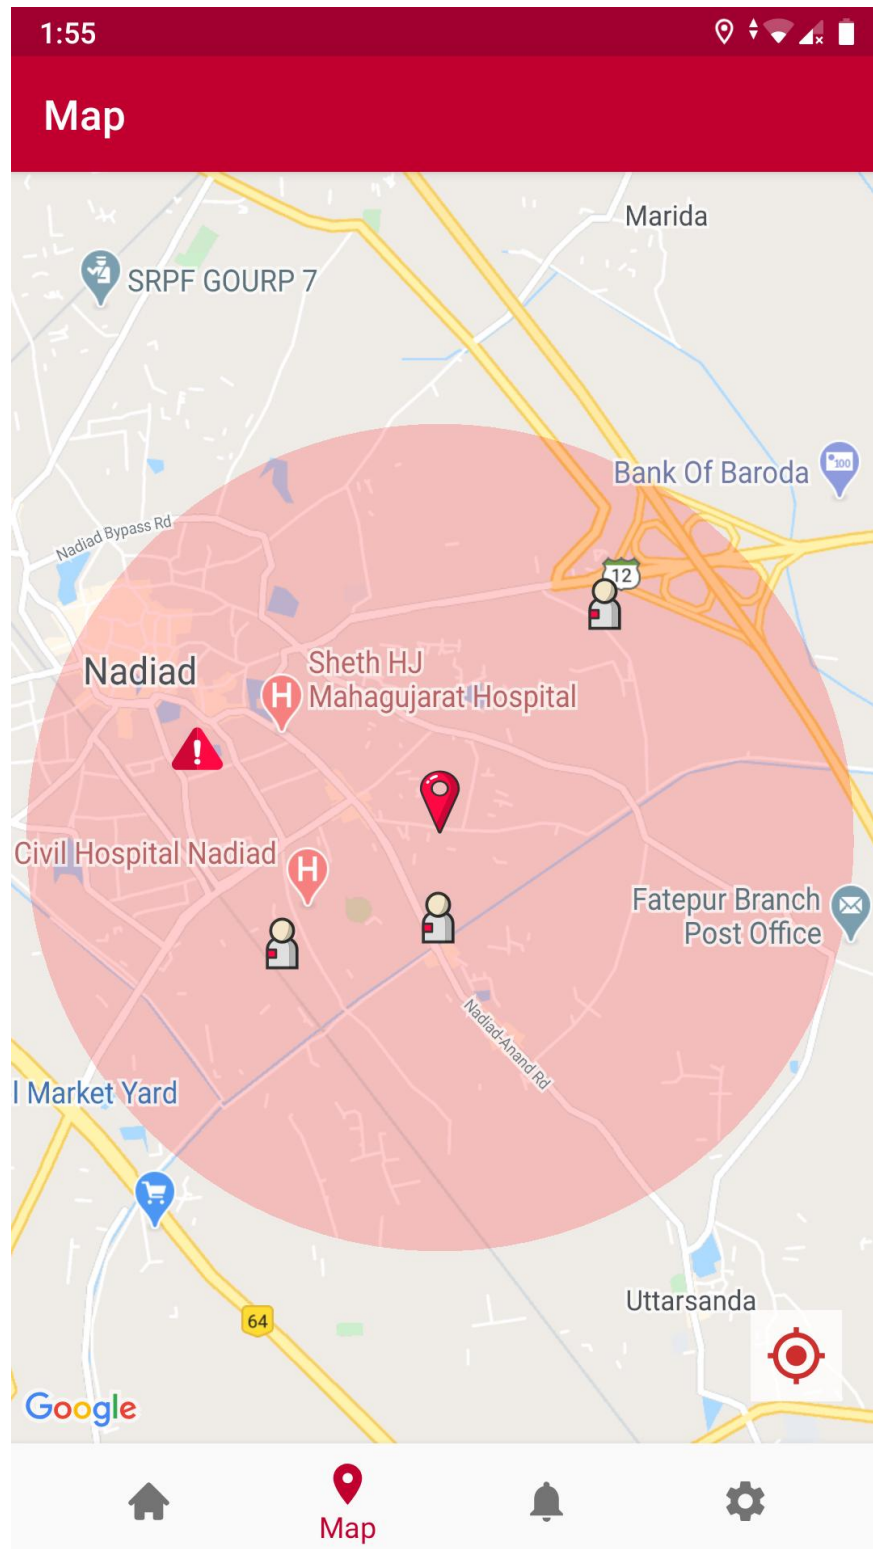 1:55
Map
Marida
SRPF GOURP 7
Bank Of Baroda
100
Nadiad Bypass Rd
12
Nadiad
Sheth HJ
Mahagujarat Hospital
H
!
Civil Hospital Nadiad
H
Fatepur Branch
Post Office
Nadiad-Anand Rd
l Market Yard
Uttarsanda
64
Google
Map